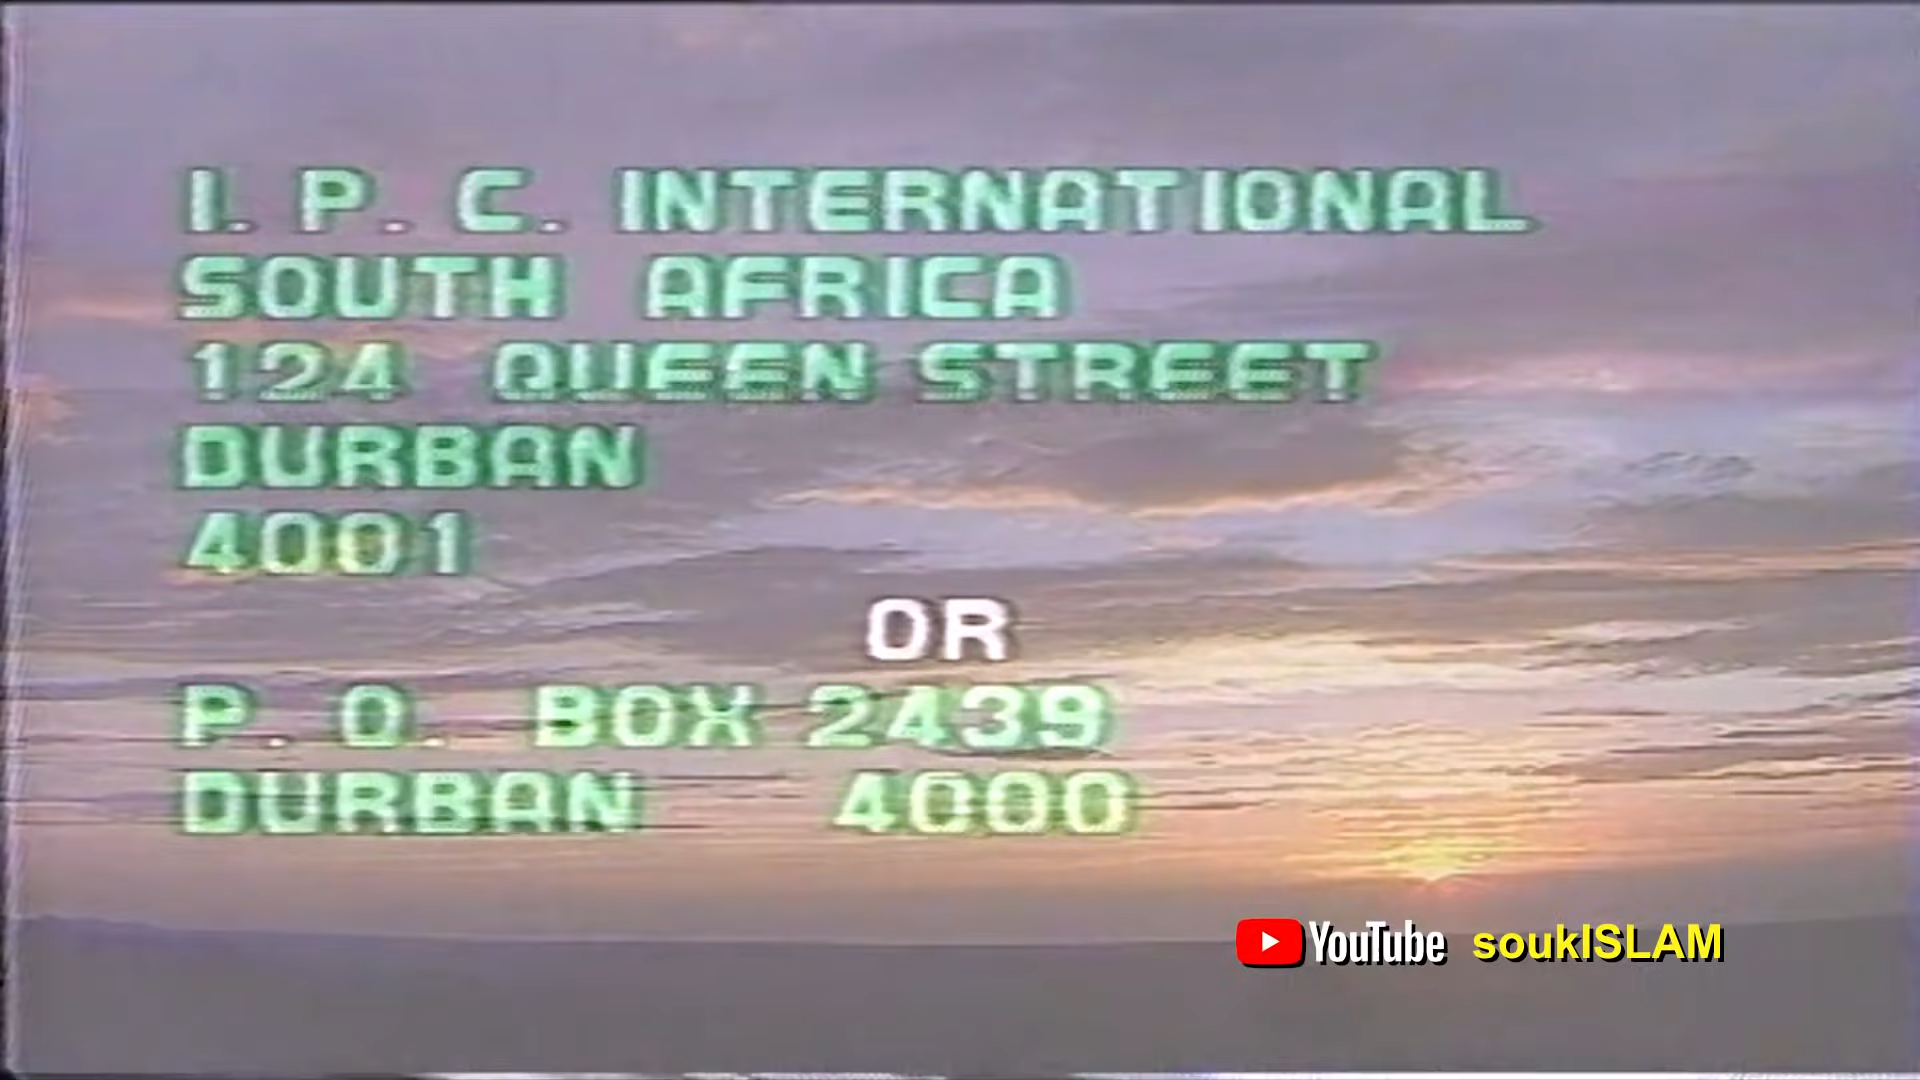 I. P. C. INTERNATIONAL
SOUTH AFRICA
124 QUEEN STREET
DURBAN
4001
OR
P. O. BOX 2439
DURBAN 4000
YouTube soukISLAM